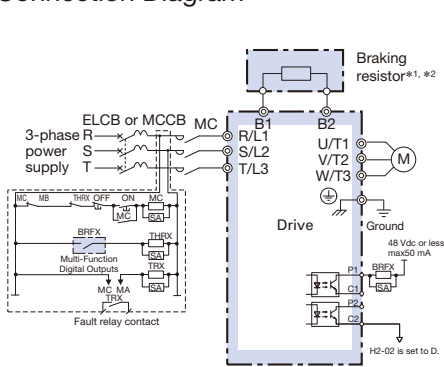 Connection Diagram
Braking
resistor*1, *2
ELCB or MCCB
MC
B1
B2
3-phase
power
supply
R
S
T
R/L1
S/L2
T/L3
U/T1
V/T2
W/T3
M
MC
MB
THRX
OFF
ON
MC
MC
SA
Drive
Ground
BRFX
THRX
SA
Multi-Function
Digital Outputs
TRX
SA
MC
MA
TRX
Fault relay contact
48 Vdc or less
max50 mA
P1
BRFX
C1
SA
P2
C2
H2-02 is set to D.